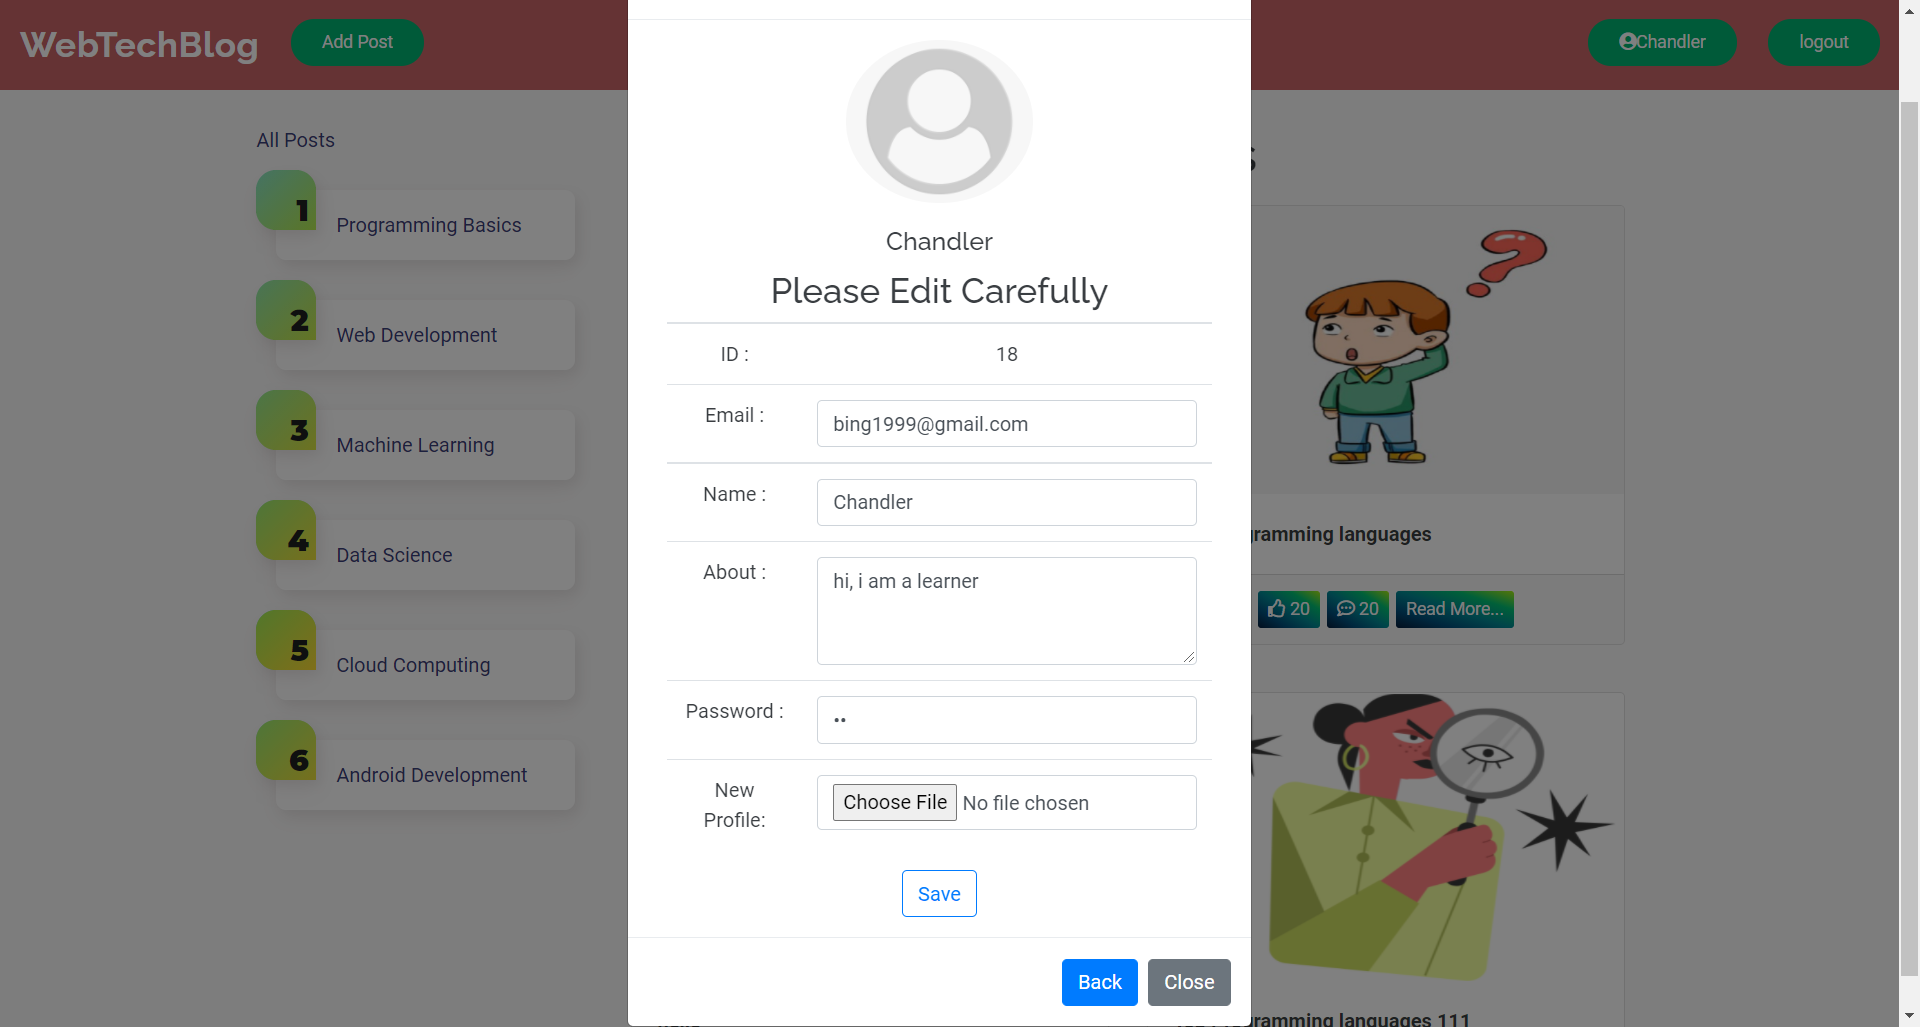 WebTechBlog
Add Post
Chandler
logout
All Posts
1
Programming Basics
2
Web Development
3
Machine Learning
4
Data Science
5
Cloud Computing
6
Android Development
Chandler
Please Edit Carefully
ID : 18
Email : bing1999@gmail.com
Name : Chandler
About : hi, i am a learner
Password : ••
New
Profile:
Choose File No file chosen
Save
Back Close
s
gramming languages
20 20 Read More...
gramming languages 111